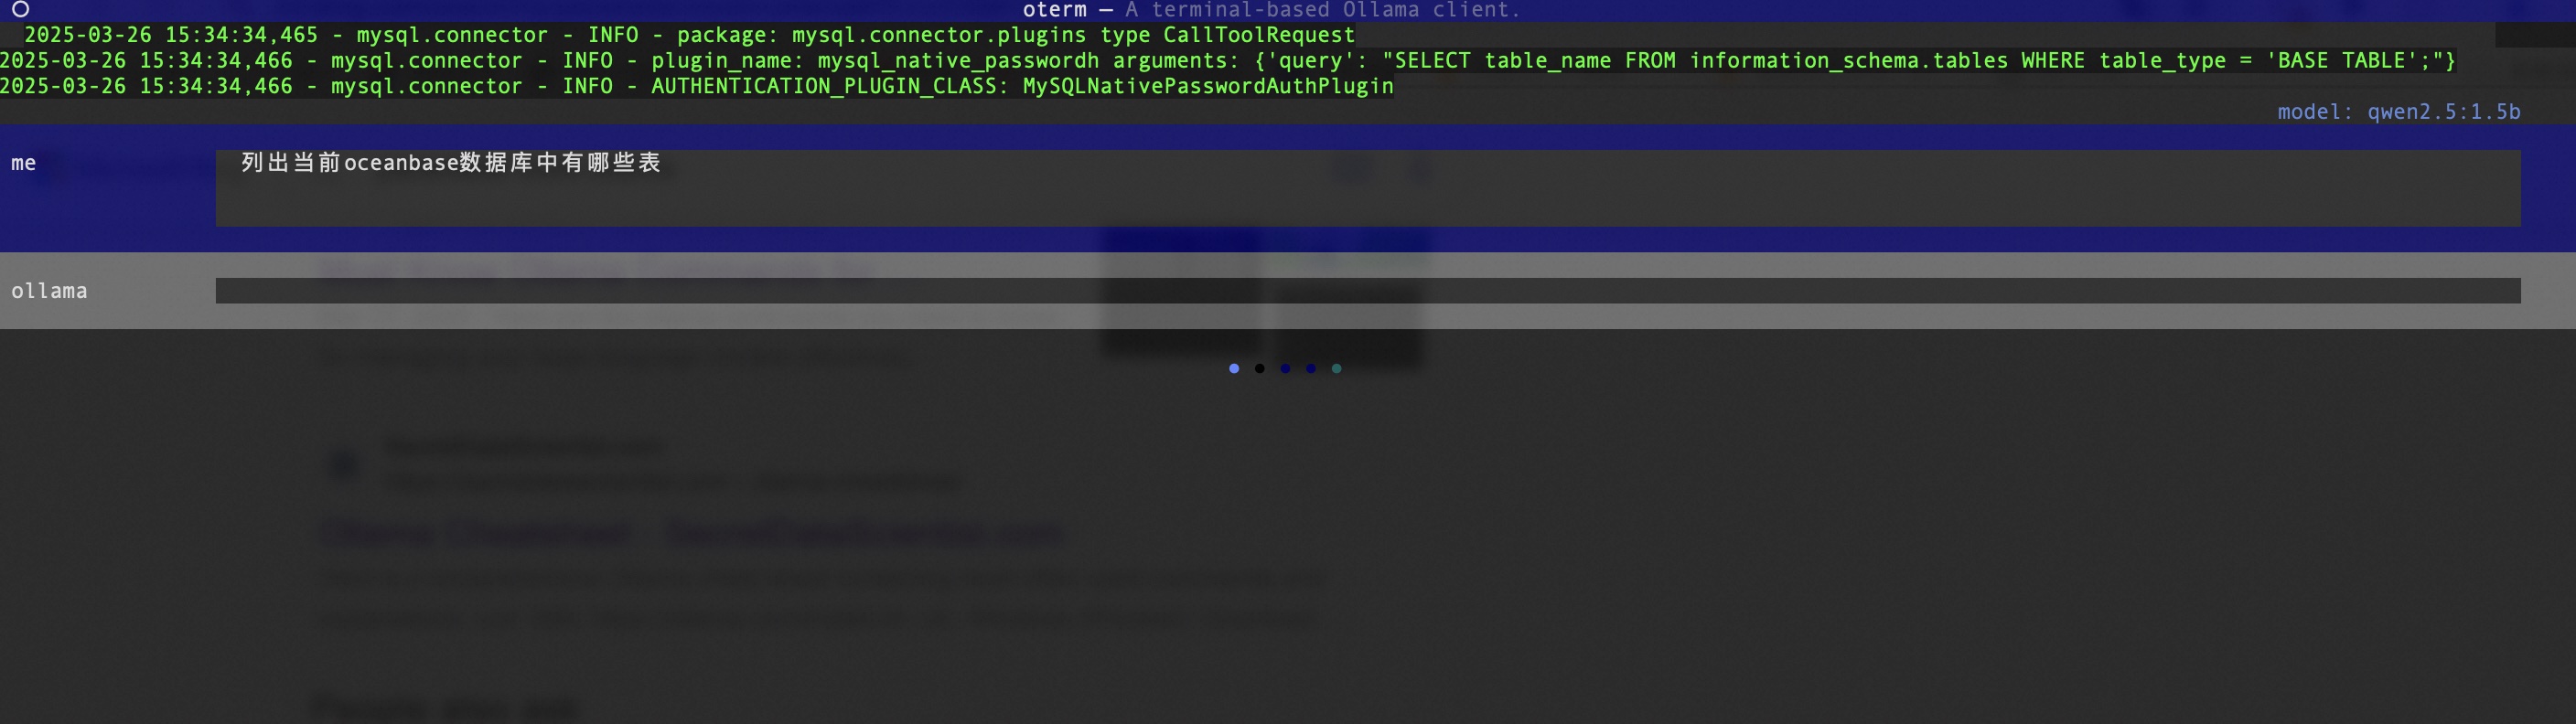 oterm — A terminal-based Ollama client.
2025-03-26 15:34:34,465 - mysql.connector - INFO - package: mysql.connector.plugins type CallToolRequest
2025-03-26 15:34:34,466 - mysql.connector - INFO - plugin_name: mysql_native_passwordh arguments: {'query': "SELECT table_name FROM information_schema.tables WHERE table_type = 'BASE TABLE';"}
2025-03-26 15:34:34,466 - mysql.connector - INFO - AUTHENTICATION_PLUGIN_CLASS: MySQLNativePasswordAuthPlugin
model: qwen2.5:1.5b
me 列出当前oceanbase数据库中有哪些表
ollama